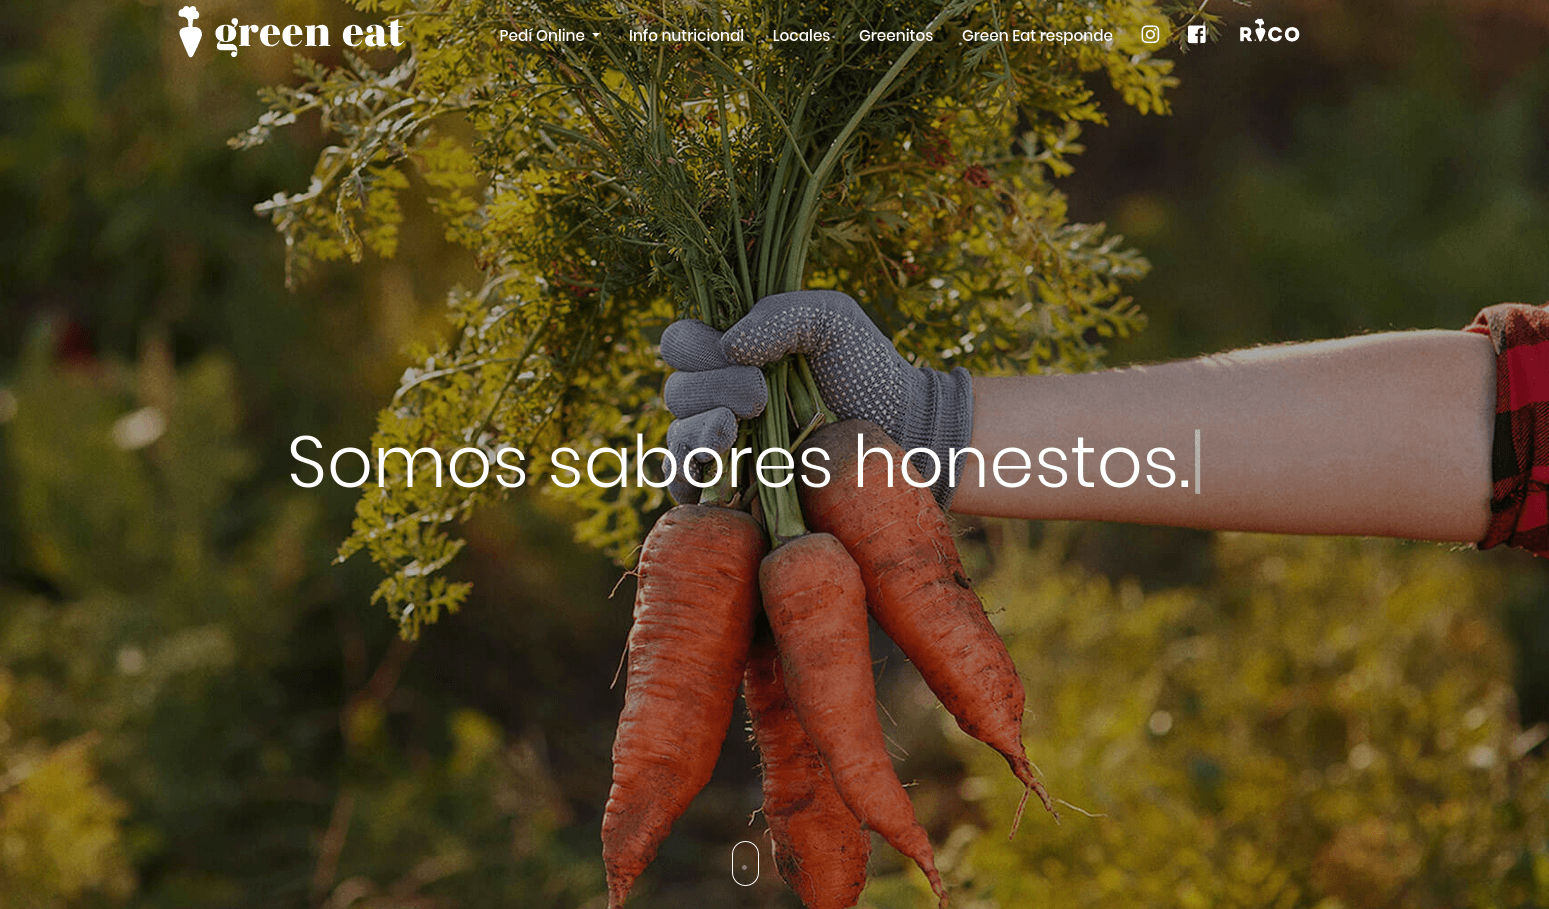 green eat
Pedí Online
Info nutricional
Locales
Greenitos
Green Eat responde
RICO
Somos sabores honestos.